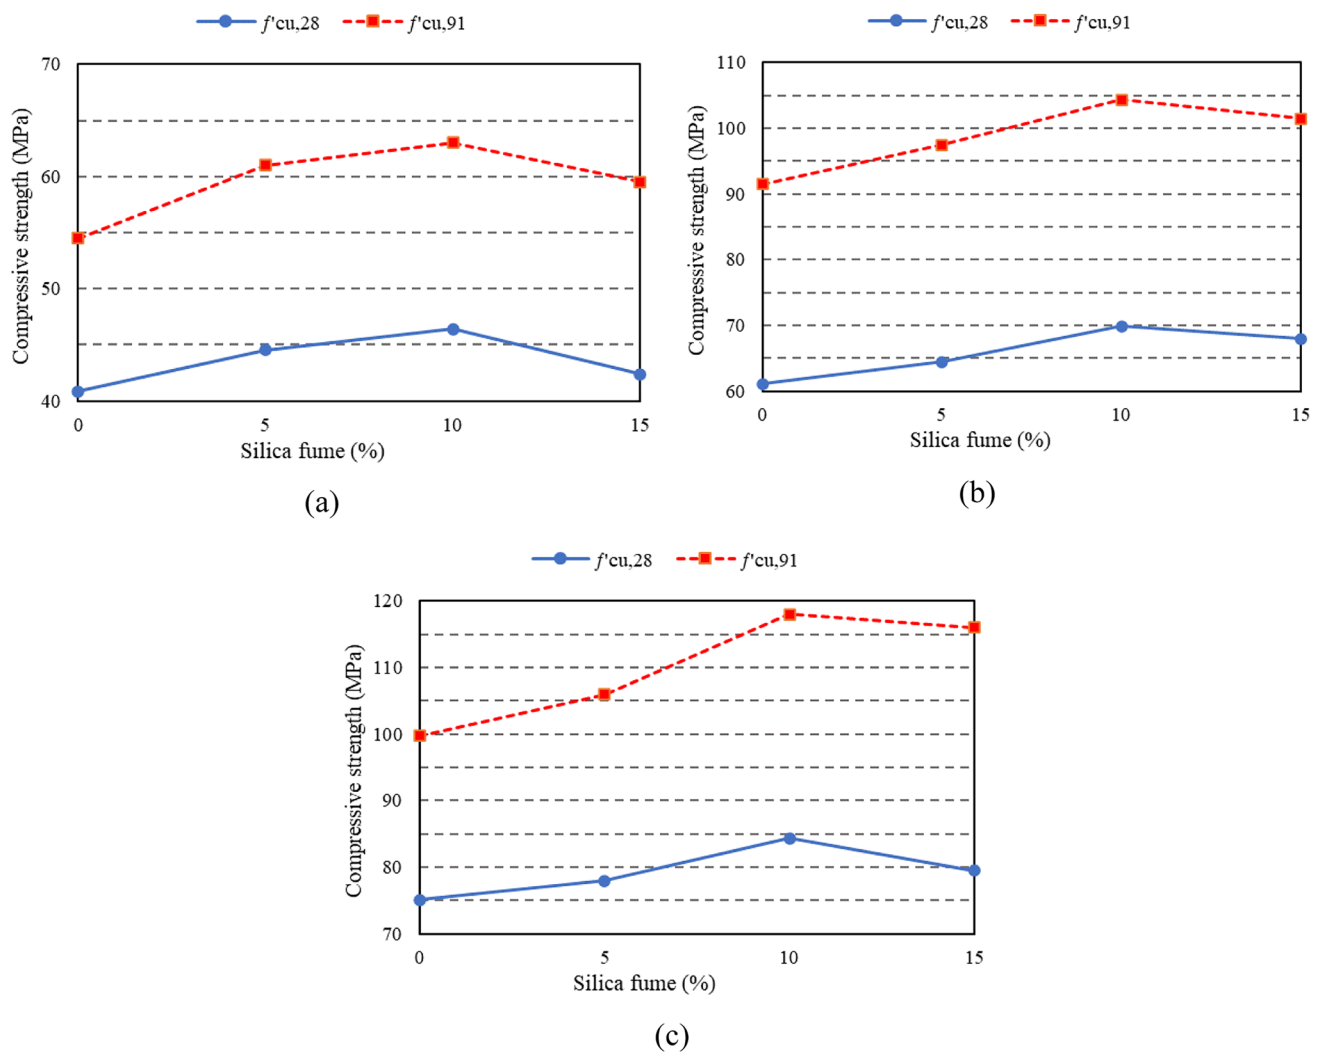 f'cu,28 f'cu,91
70
60
50
40
0 5 10 15
Compressive strength (MPa)
Silica fume (%)
(a)
f'cu,28 f'cu,91
110
100
90
80
70
60
0 5 10 15
Compressive strength (MPa)
Silica fume (%)
(b)
f'cu,28 f'cu,91
120
110
100
90
80
70
0 5 10 15
Compressive strength (MPa)
Silica fume (%)
(c)